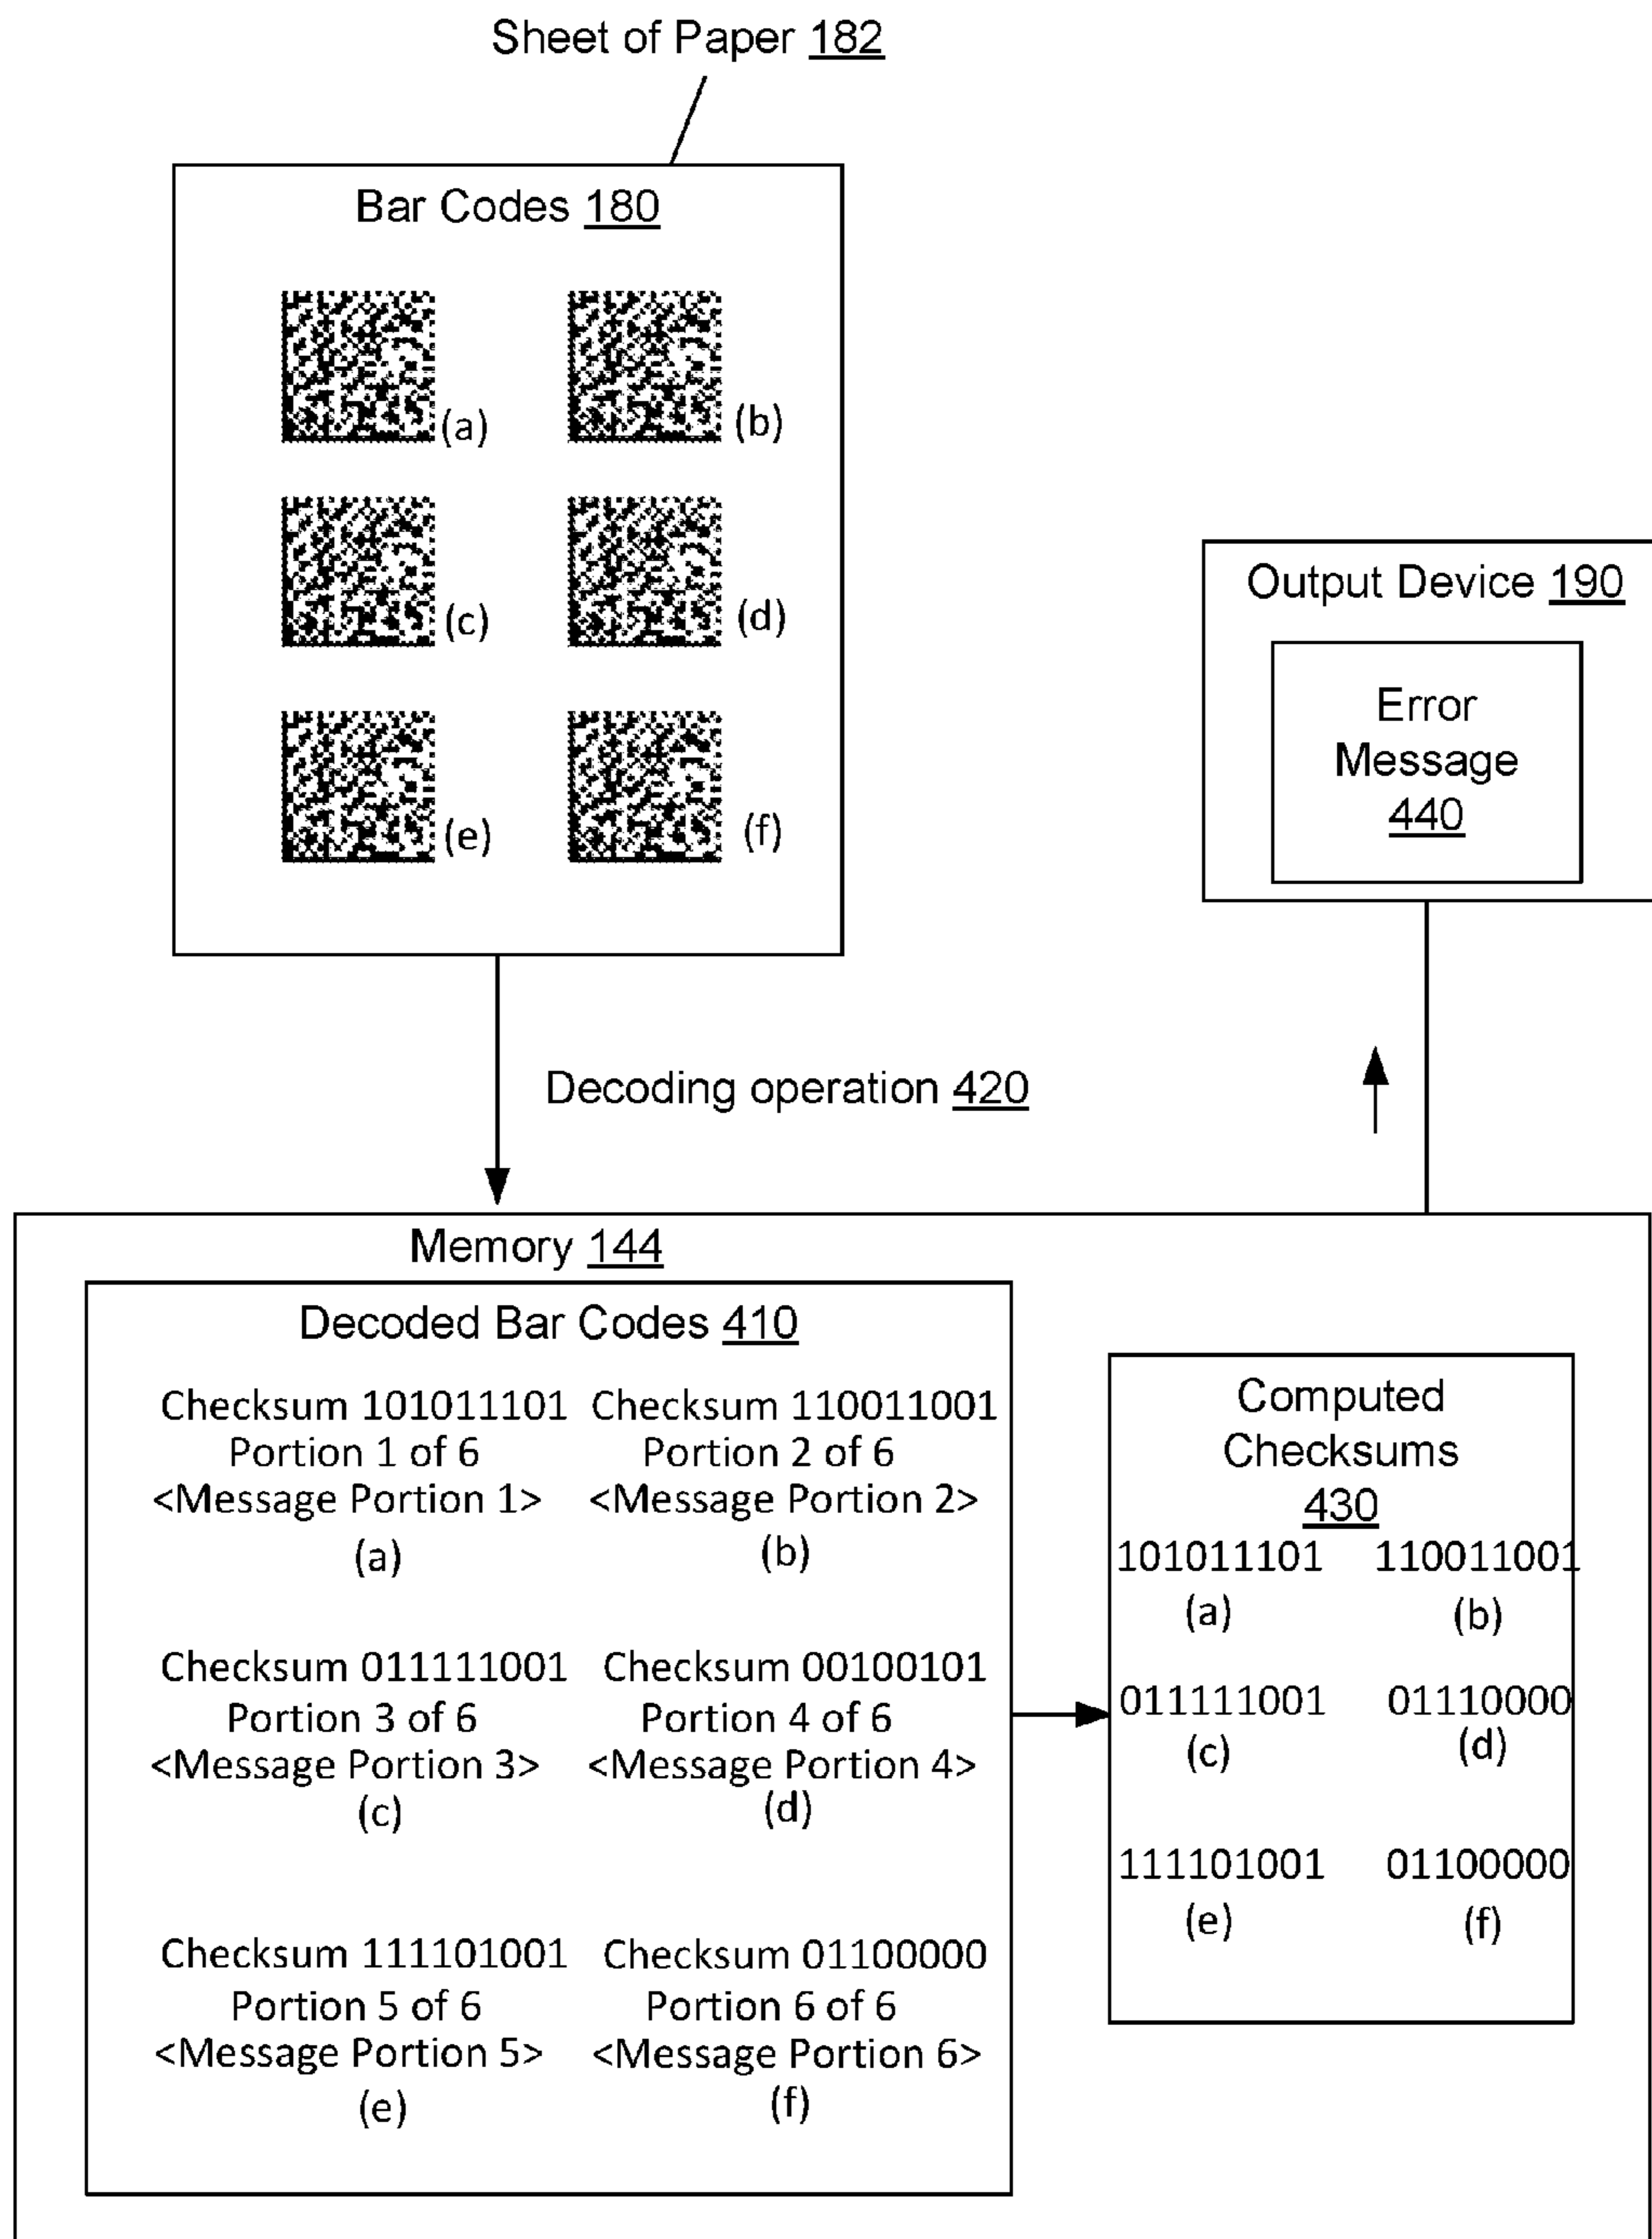 Sheet of Paper 182
Bar Codes 180
(a)
(b)
(c)
(d)
(e)
(f)
Output Device 190
Error
Message
440
Decoding operation 420
Memory 144
Decoded Bar Codes 410
Checksum 101011101
Portion 1 of 6
<Message Portion 1>
(a)
Checksum 110011001
Portion 2 of 6
<Message Portion 2>
(b)
Checksum 011111001
Portion 3 of 6
<Message Portion 3>
(c)
Checksum 00100101
Portion 4 of 6
<Message Portion 4>
(d)
Checksum 111101001
Portion 5 of 6
<Message Portion 5>
(e)
Checksum 01100000
Portion 6 of 6
<Message Portion 6>
(f)
Computed
Checksums
430
101011101
(a)
110011001
(b)
011111001
(c)
01110000
(d)
111101001
(e)
01100000
(f)